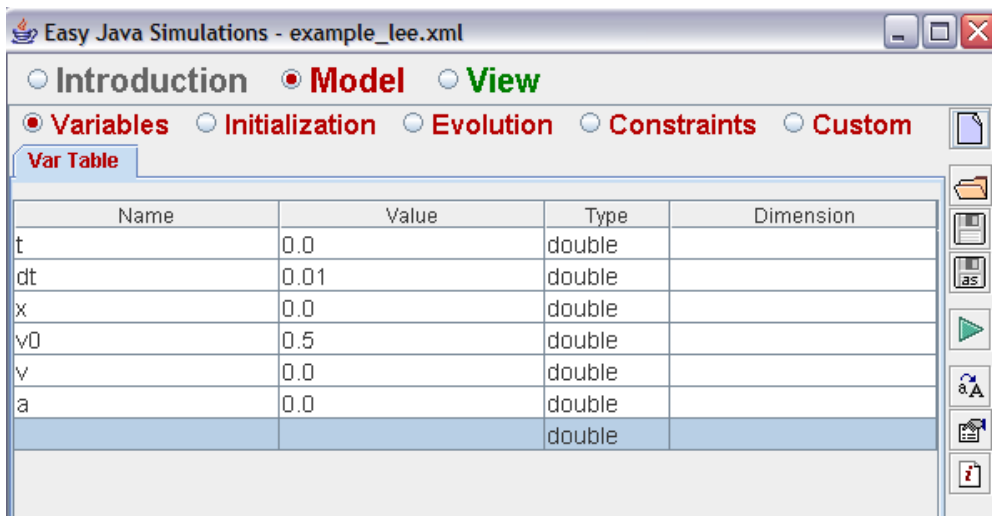 Easy Java Simulations - example_lee.xml
Introduction Model View
Variables Initialization Evolution Constraints Custom
Var Table
Name Value Type Dimension
t 0.0 double
dt 0.01 double
x 0.0 double
v0 0.5 double
v 0.0 double
a 0.0 double
double
as
aA
i